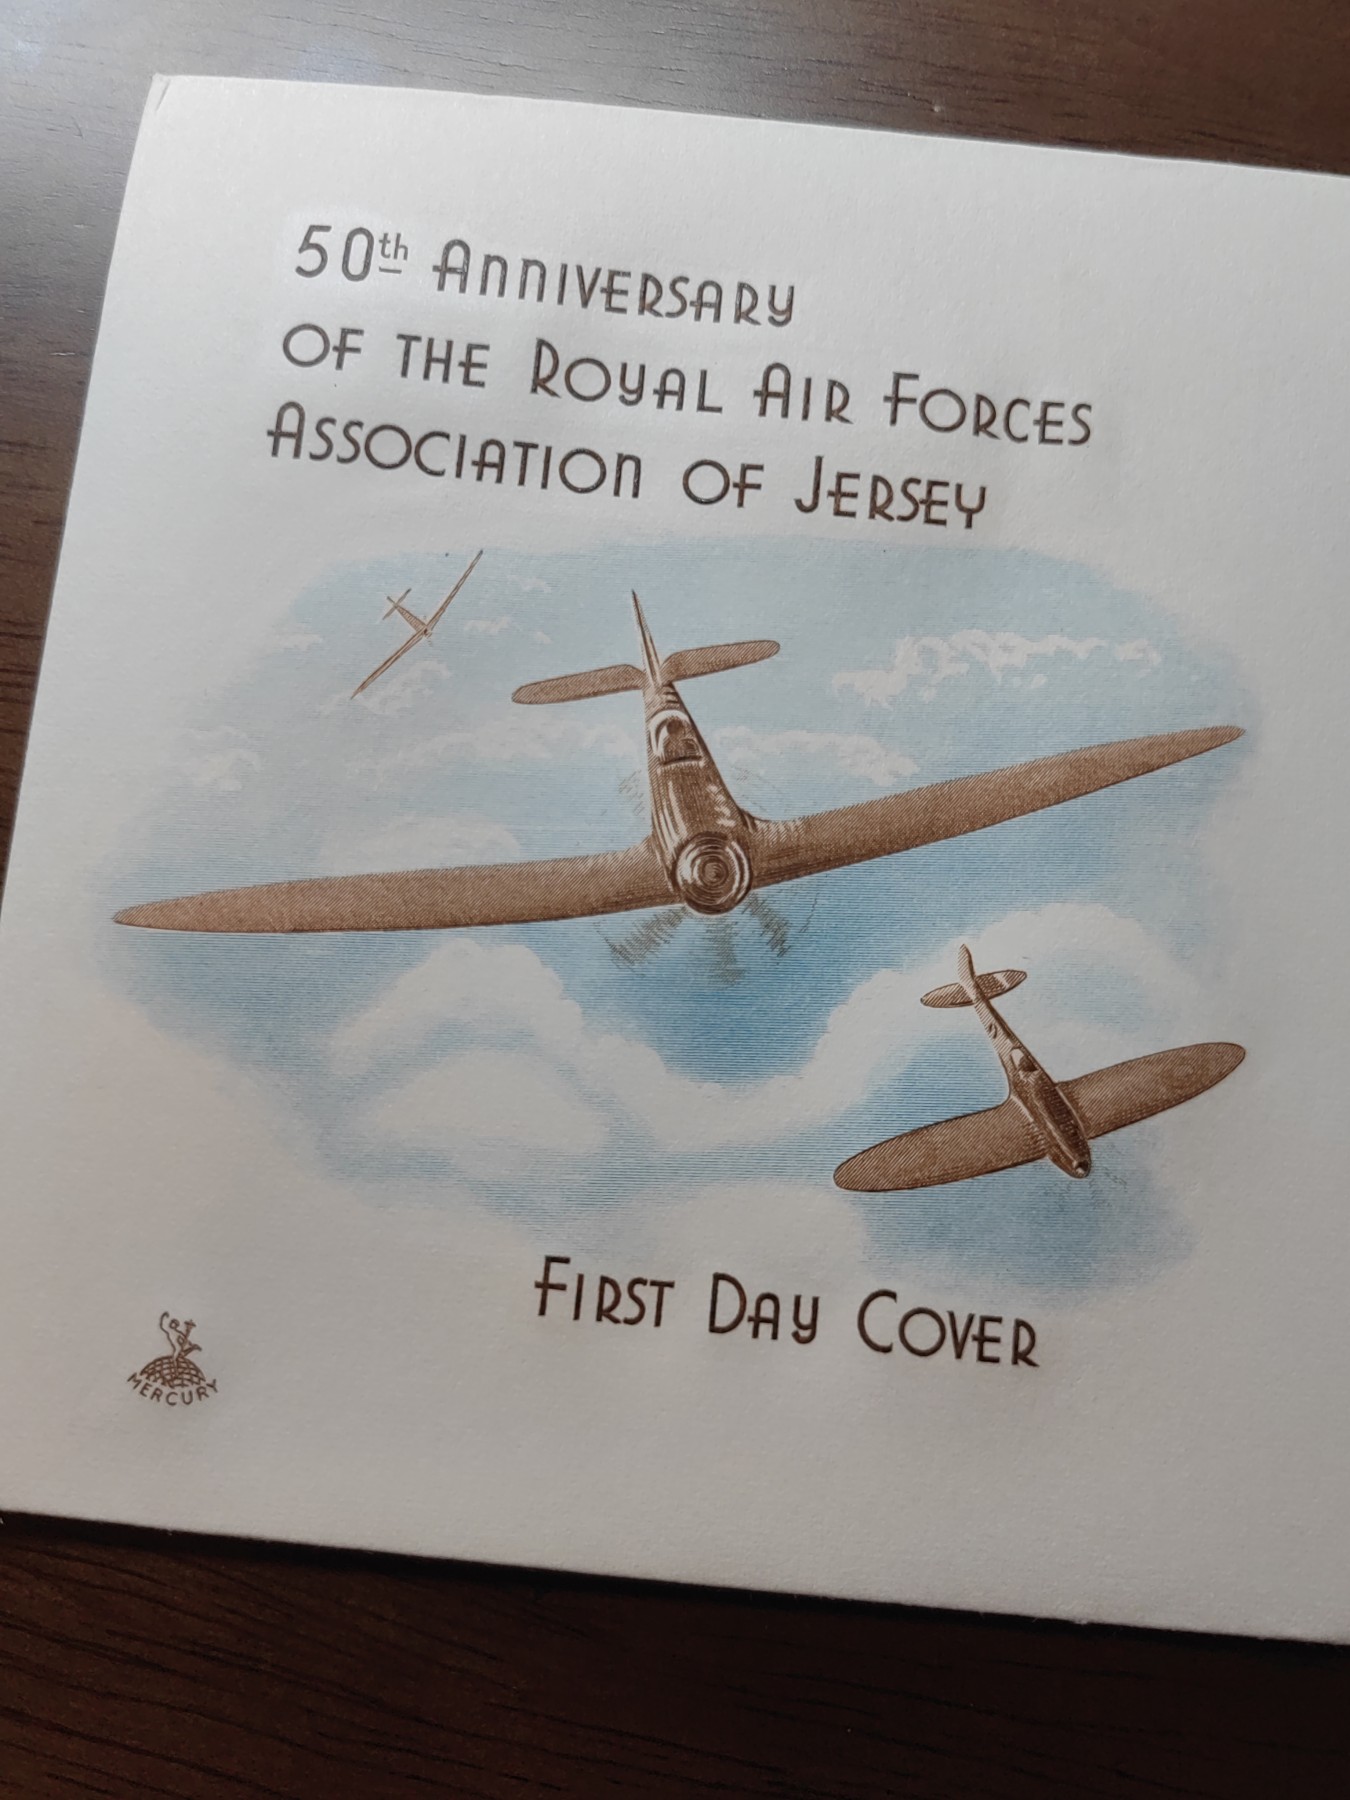 50th Anniversary
of the Royal Air Forces
Association of Jersey
First Day Cover
MERCURY